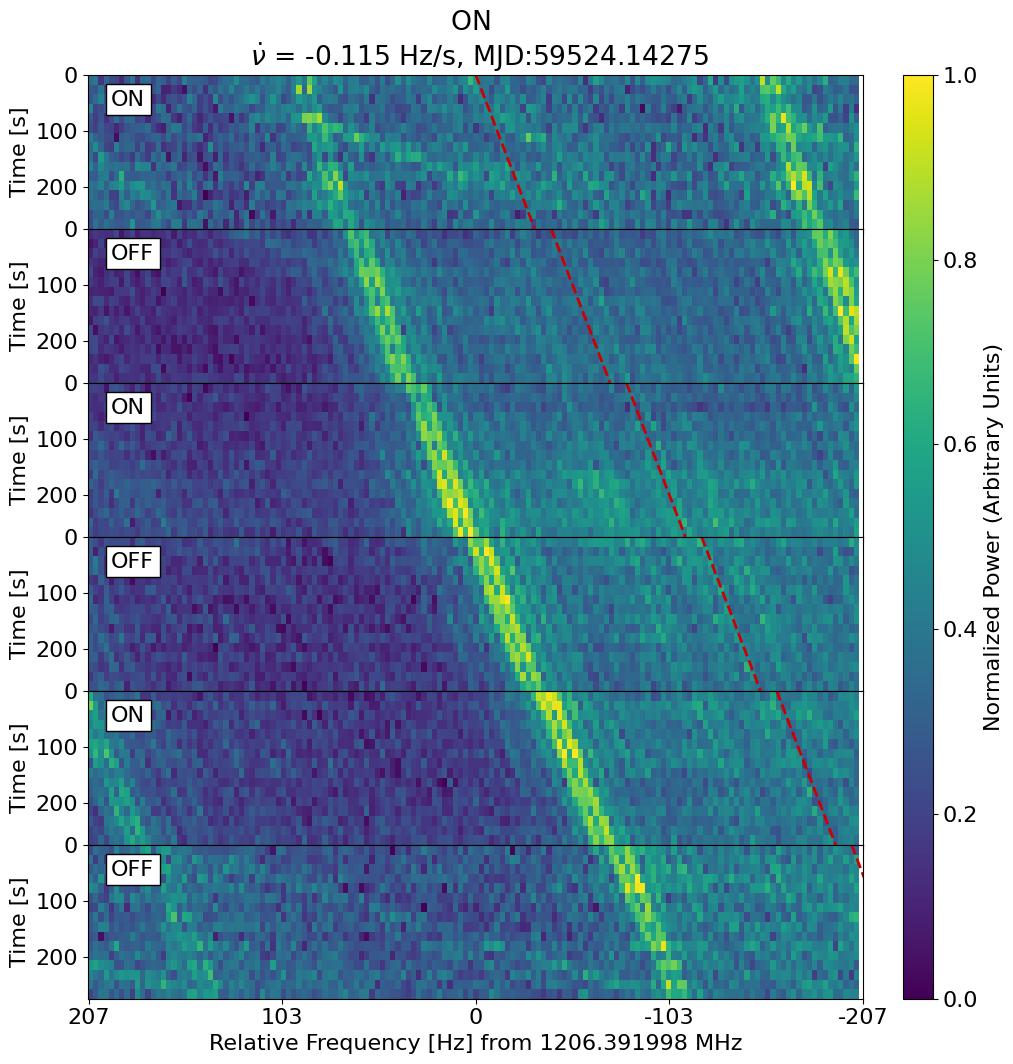 ON
ν̇ = -0.115 Hz/s, MJD:59524.14275
0
100
200
Time [s]
ON
0
100
200
Time [s]
OFF
0
100
200
Time [s]
ON
0
100
200
Time [s]
OFF
0
100
200
Time [s]
ON
0
100
200
Time [s]
OFF
207 103 0 -103 -207
Relative Frequency [Hz] from 1206.391998 MHz
1.0
0.8
0.6
0.4
0.2
0.0
Normalized Power (Arbitrary Units)